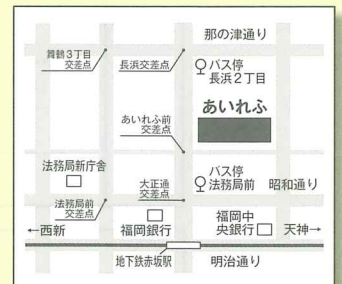 那の津通り
舞鶴3丁目
交差点
長浜交差点
バス停
長浜2丁目
あいれふ
あいれふ前
交差点
法務局新庁舎
大正通
交差点
バス停
法務局前
昭和通り
法務局前
交差点
←西新
福岡銀行
福岡中
央銀行
天神→
地下鉄赤坂駅
明治通り